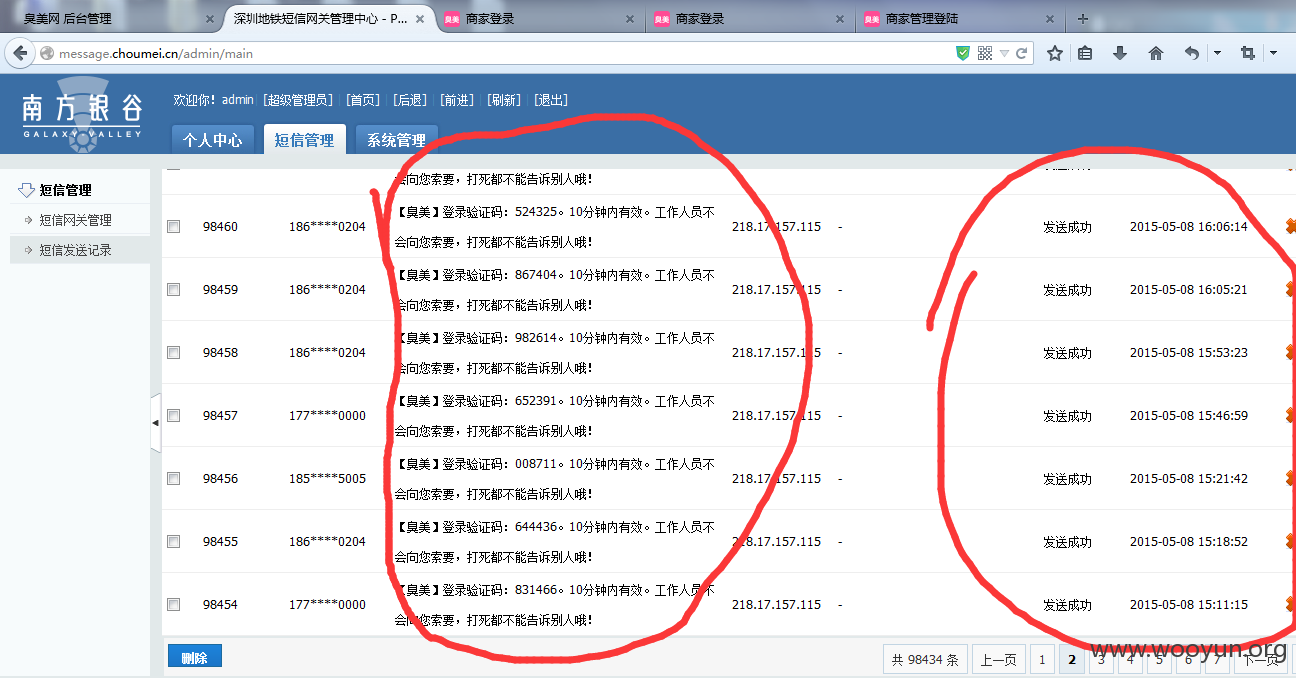 臭美网 后台管理
深圳地铁短信网关管理中心 - P...
臭美 商家登录
臭美 商家登录
臭美 商家管理登陆
message.choumei.cn/admin/main
南方银谷
GALAXY VALLEY
欢迎你! admin [超级管理员] [首页] [后退] [前进] [刷新] [退出]
个人中心 短信管理 系统管理
短信管理
短信网关管理
短信发送记录
会向您索要，打死都不能告诉别人哦!
98460 186****0204 【臭美】登录验证码：524325。10分钟内有效。工作人员不
会向您索要，打死都不能告诉别人哦! 218.17.157.115 - 发送成功 2015-05-08 16:06:14
98459 186****0204 【臭美】登录验证码：867404。10分钟内有效。工作人员不
会向您索要，打死都不能告诉别人哦! 218.17.157.115 - 发送成功 2015-05-08 16:05:21
98458 186****0204 【臭美】登录验证码：982614。10分钟内有效。工作人员不
会向您索要，打死都不能告诉别人哦! 218.17.157.115 - 发送成功 2015-05-08 15:53:23
98457 177****0000 【臭美】登录验证码：652391。10分钟内有效。工作人员不
会向您索要，打死都不能告诉别人哦! 218.17.157.115 - 发送成功 2015-05-08 15:46:59
98456 185****5005 【臭美】登录验证码：008711。10分钟内有效。工作人员不
会向您索要，打死都不能告诉别人哦! 218.17.157.115 - 发送成功 2015-05-08 15:21:42
98455 186****0204 【臭美】登录验证码：644436。10分钟内有效。工作人员不
会向您索要，打死都不能告诉别人哦! 218.17.157.115 - 发送成功 2015-05-08 15:18:52
98454 177****0000 【臭美】登录验证码：831466。10分钟内有效。工作人员不
会向您索要，打死都不能告诉别人哦! 218.17.157.115 - 发送成功 2015-05-08 15:11:15
删除
共 98434 条 上一页 1 2 3 4 5 6 7 下一页
www.wooyun.org